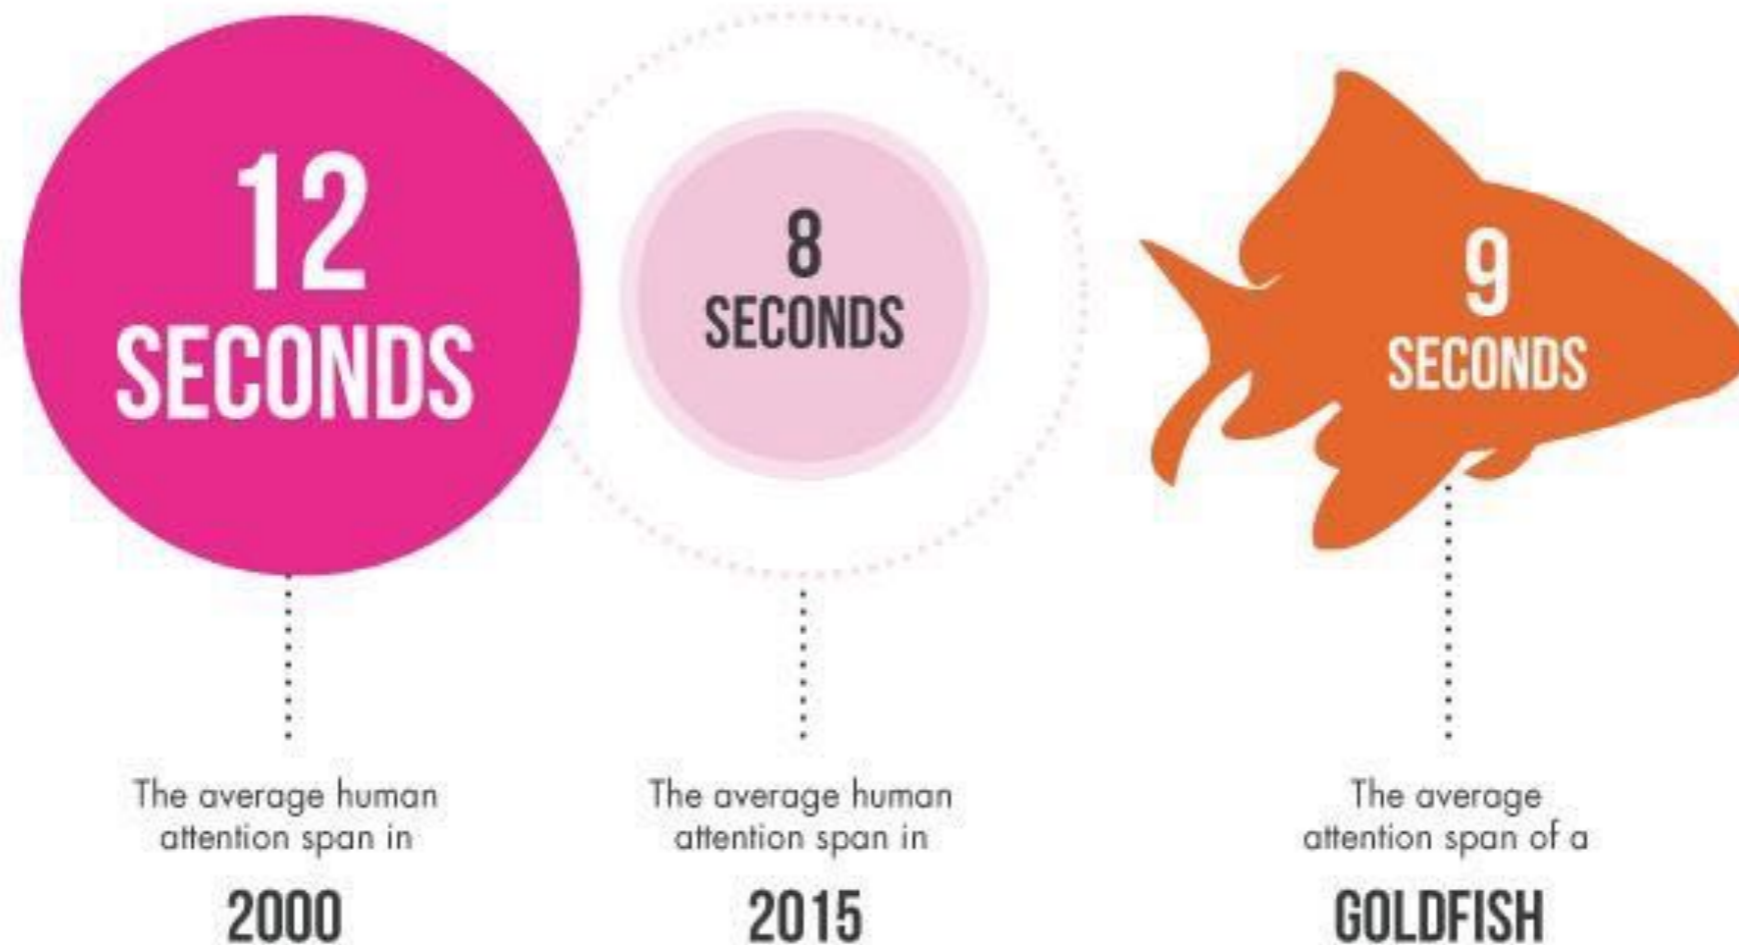 12
SECONDS
The average human
attention span in
2000
8
SECONDS
The average human
attention span in
2015
9
SECONDS
The average
attention span of a
GOLDFISH